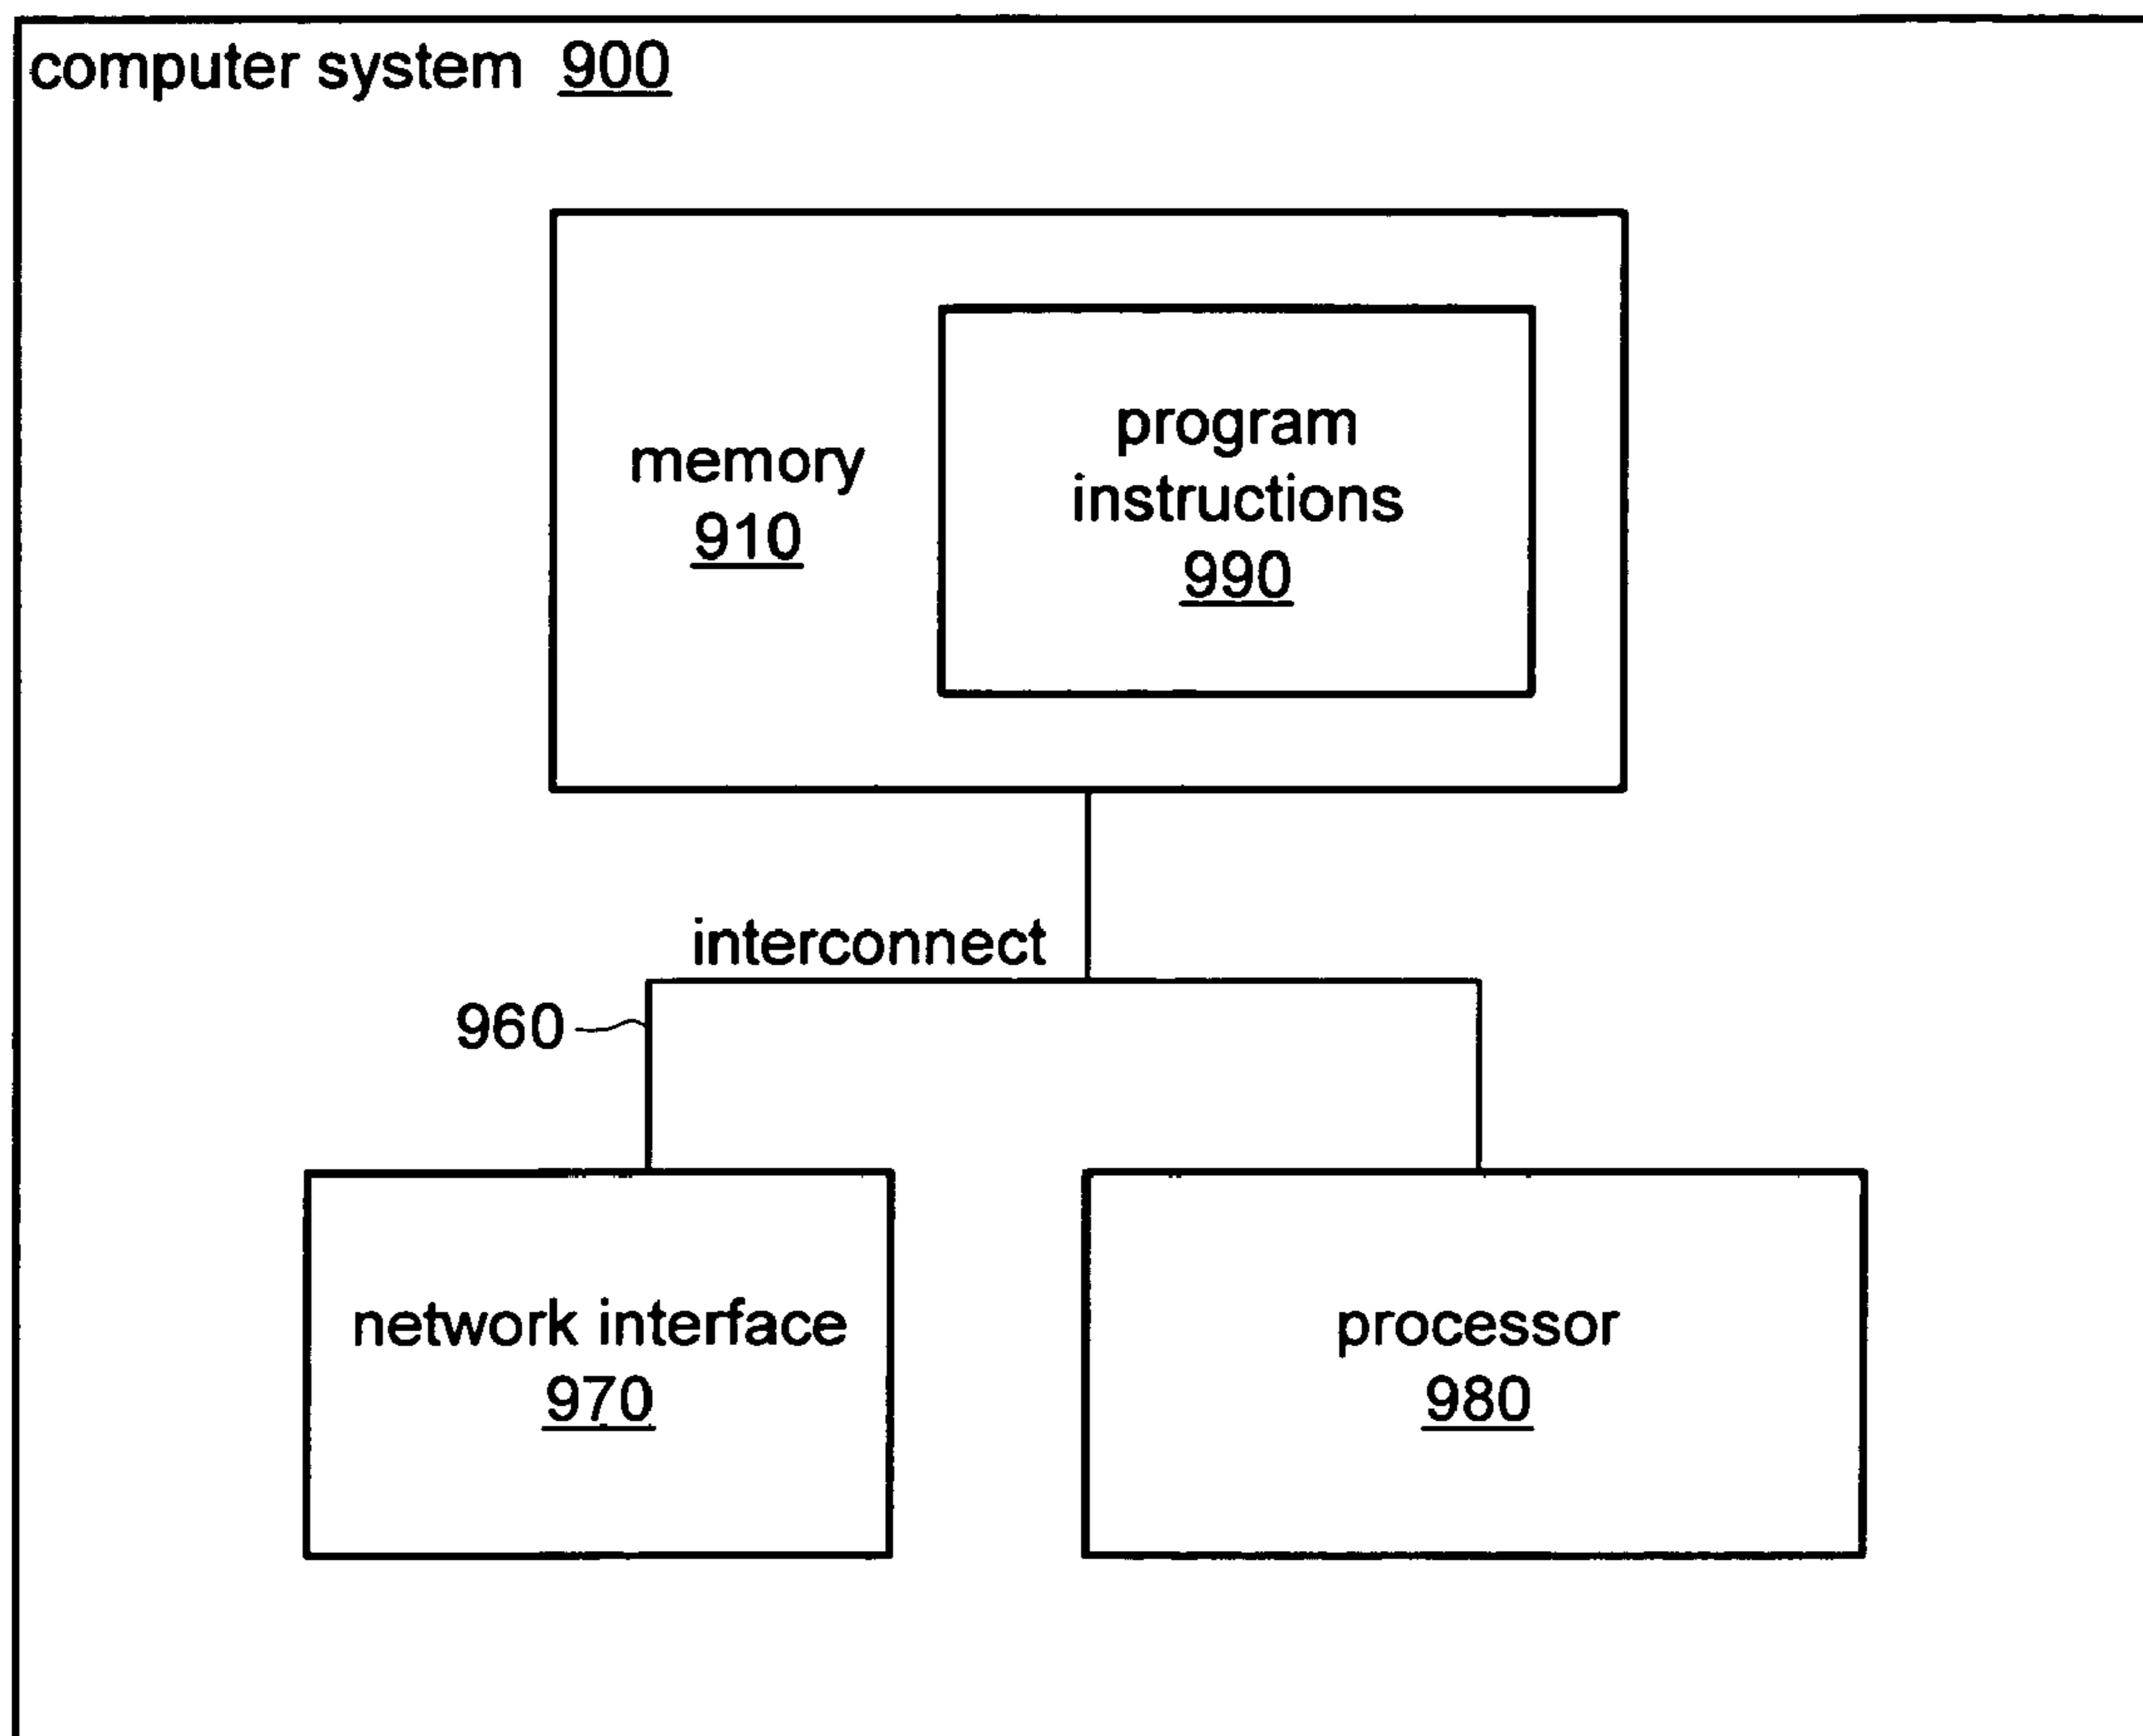 computer system 900
memory
910
program
instructions
990
interconnect
960
network interface
970
processor
980